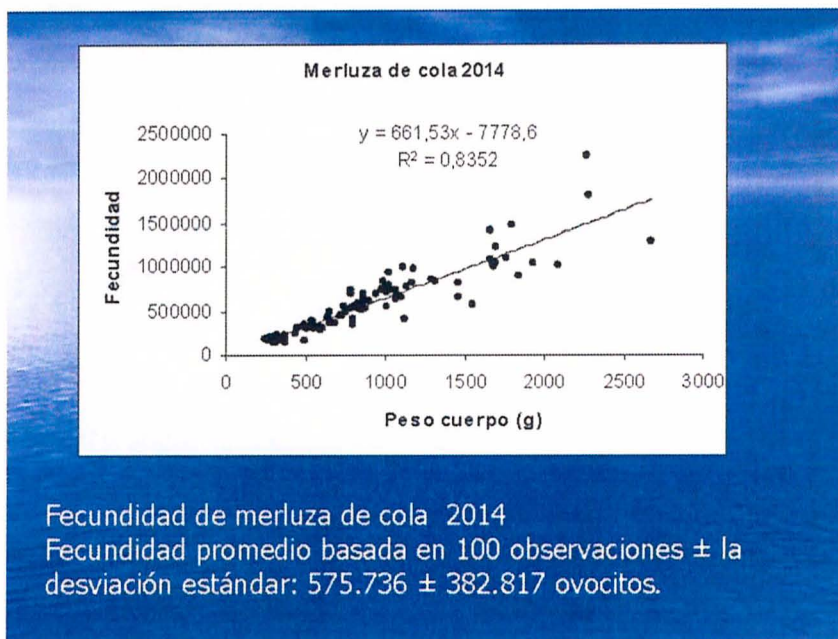 Merluza de cola 2014
y = 661,53x - 7778,6
R² = 0,8352
Fecundidad
2500000
2000000
1500000
1000000
500000
0
0 500 1000 1500 2000 2500 3000
Peso cuerpo (g)
Fecundidad de merluza de cola 2014
Fecundidad promedio basada en 100 observaciones ± la
desviación estándar: 575.736 ± 382.817 ovocitos.